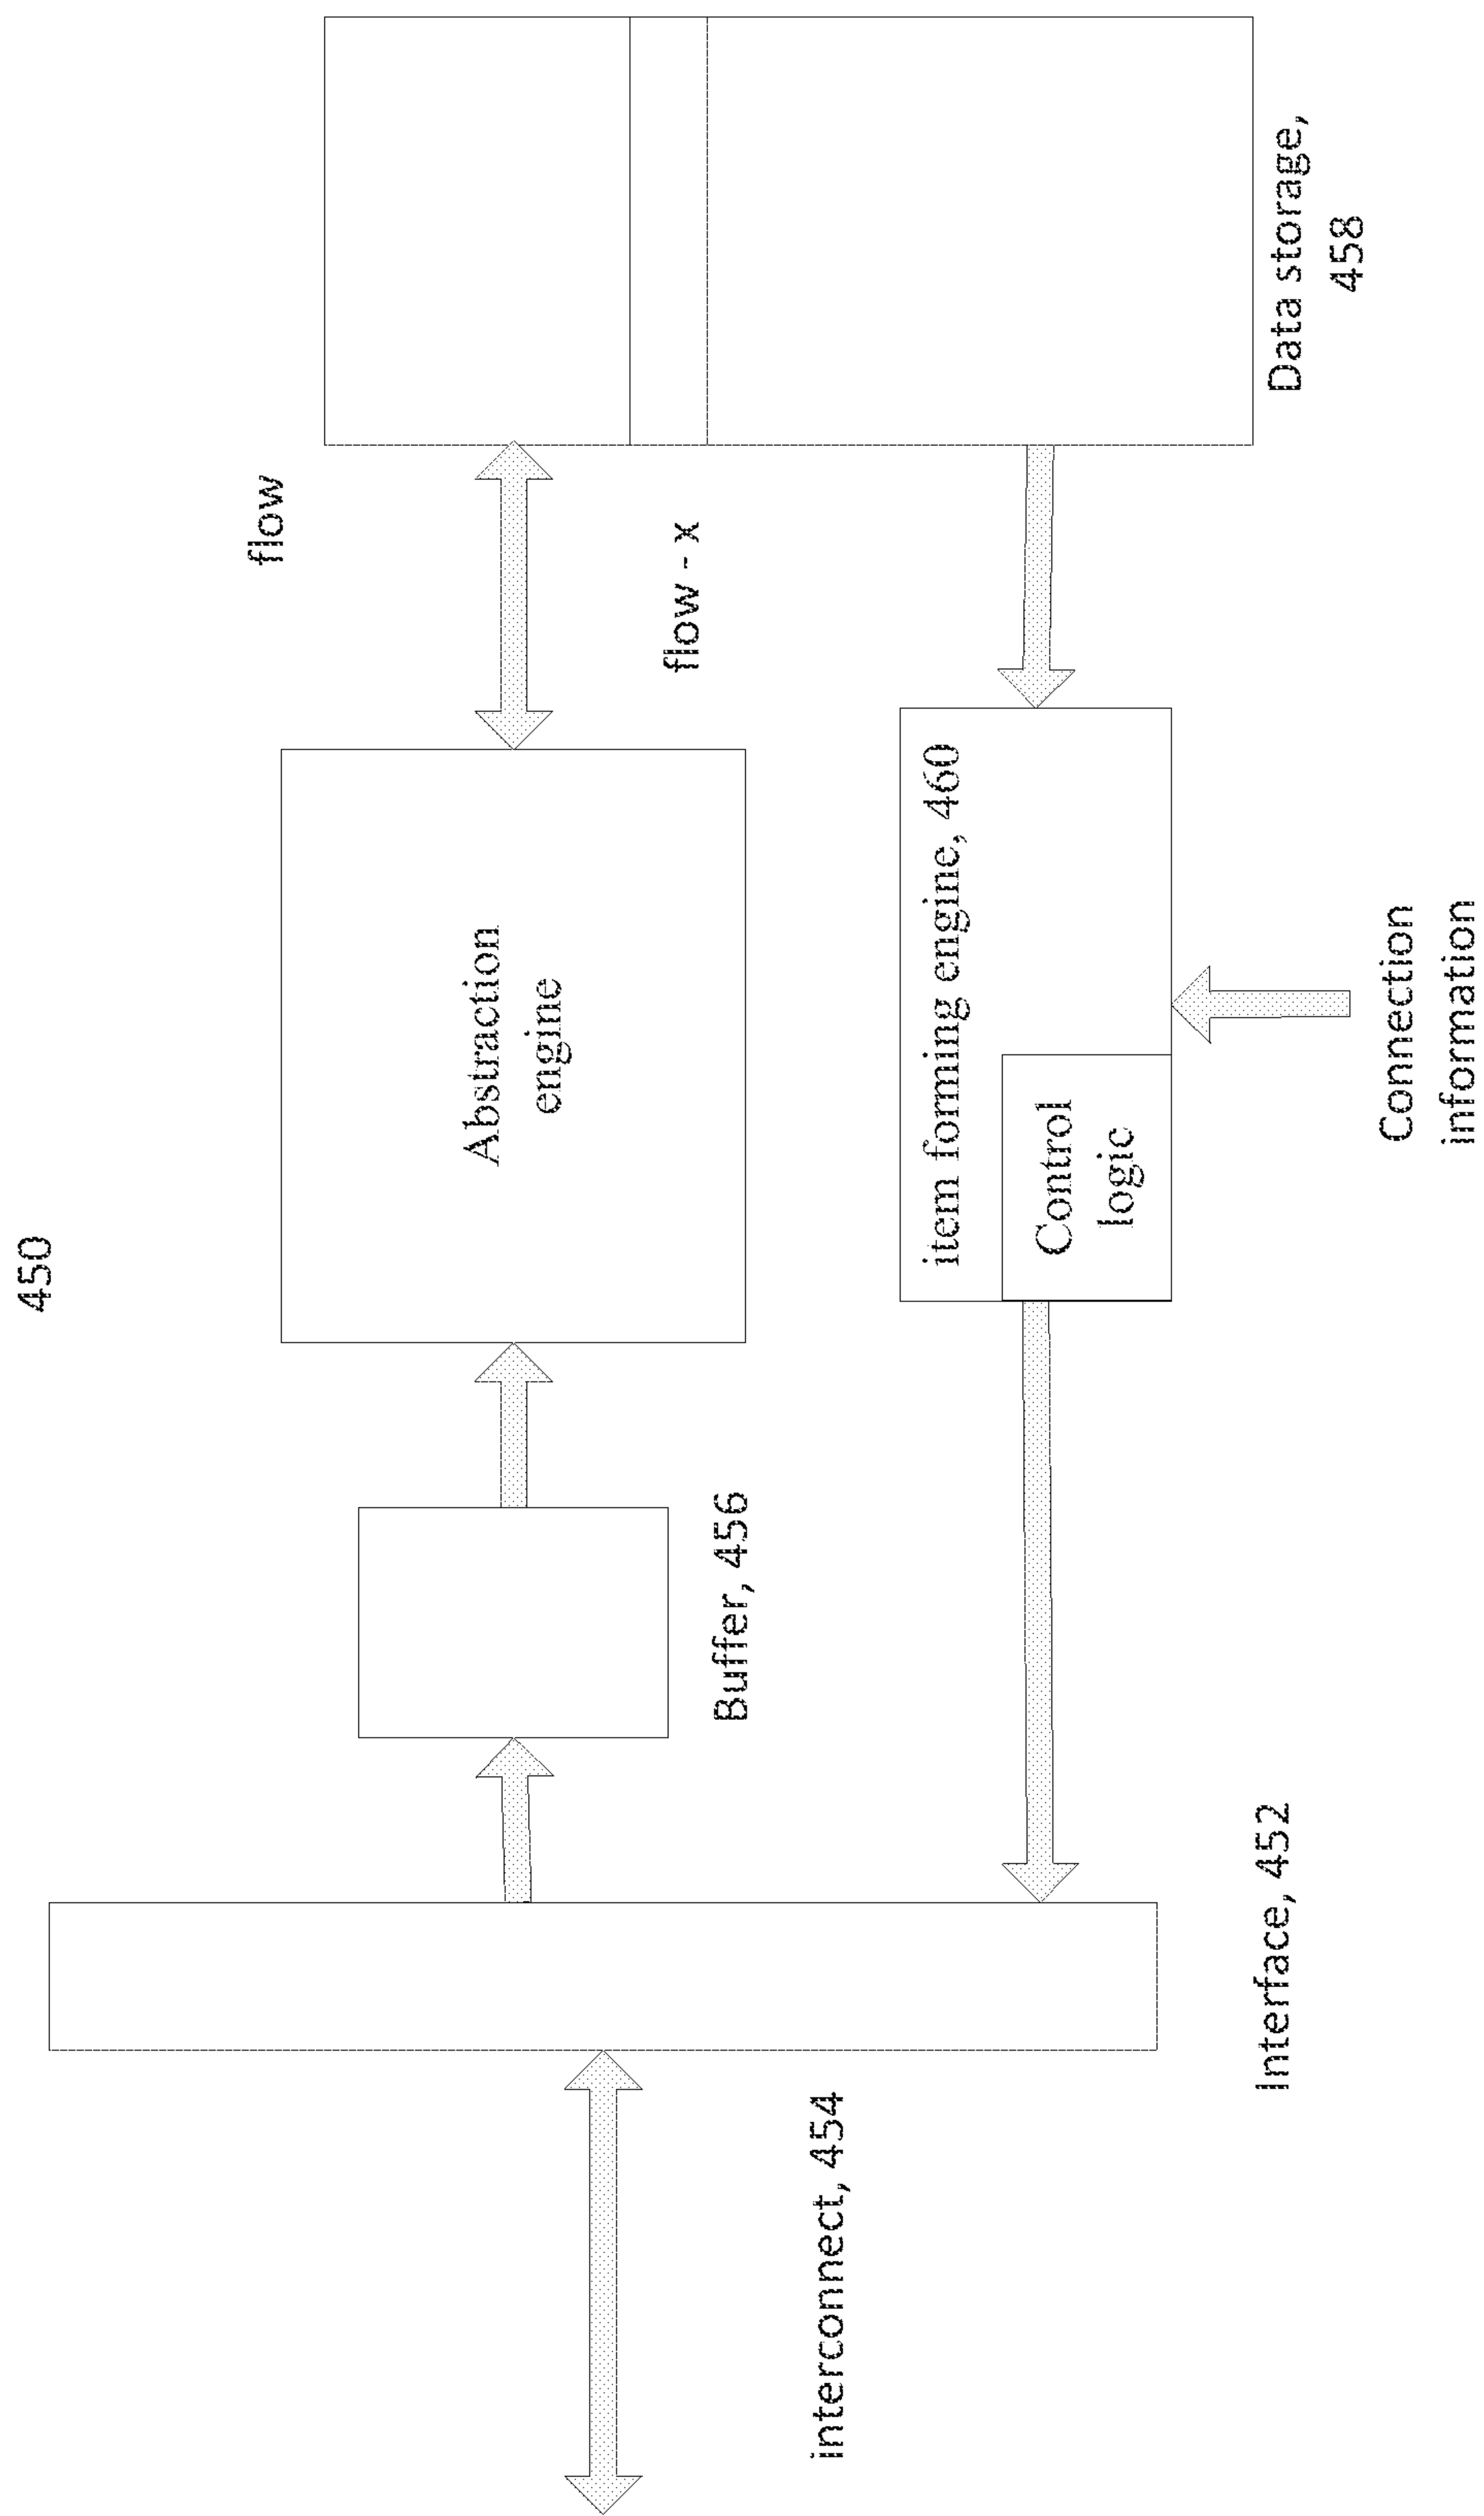 450
flow
flow - x
Abstraction
engine
Buffer, 456
interconnect, 454
Interface, 452
item forming engine, 460
Control
logic
Connection
information
Data storage,
458